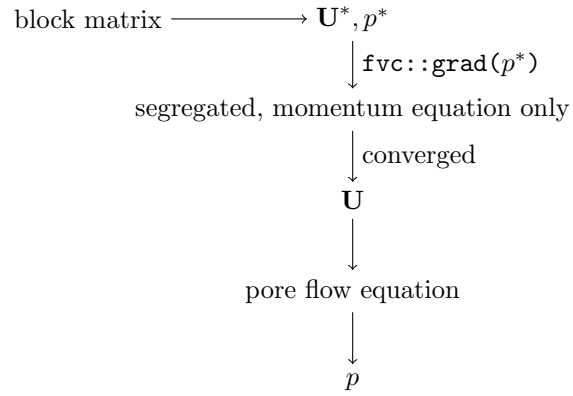 block matrix
U*, p*
fvc::grad(p*)
segregated, momentum equation only
converged
U
pore flow equation
p